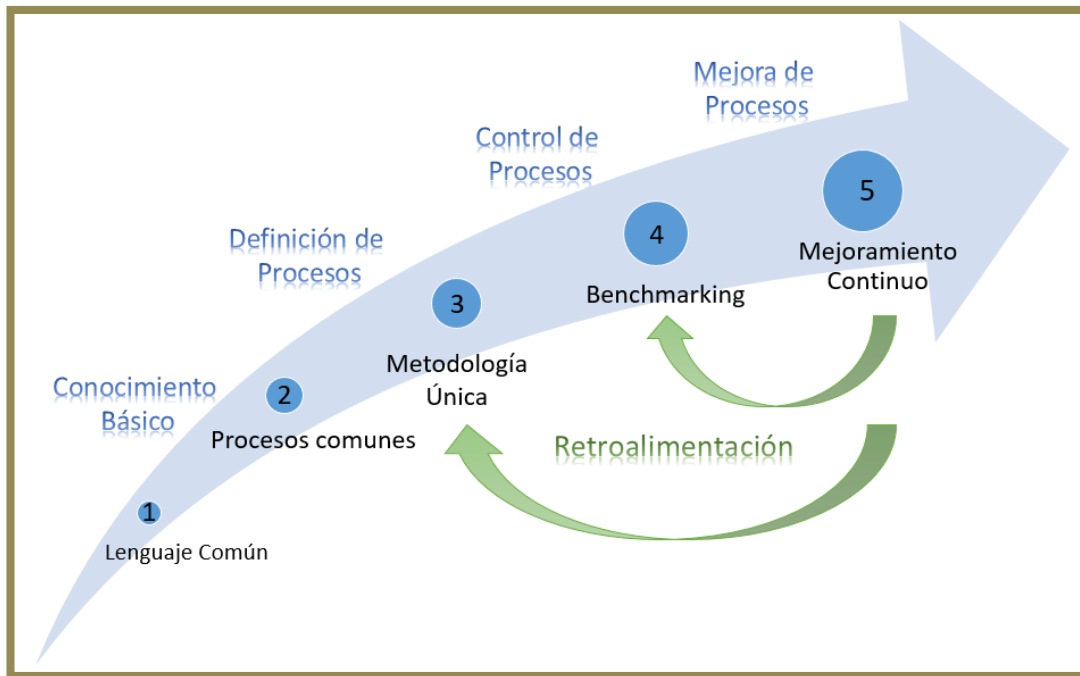 Mejora de
Procesos
Control de
Procesos
5
4
Mejoramiento
Continuo
Definición de
Procesos
Benchmarking
3
Metodología
Única
Conocimiento
Básico
2
Procesos comunes
Retroalimentación
1
Lenguaje Común